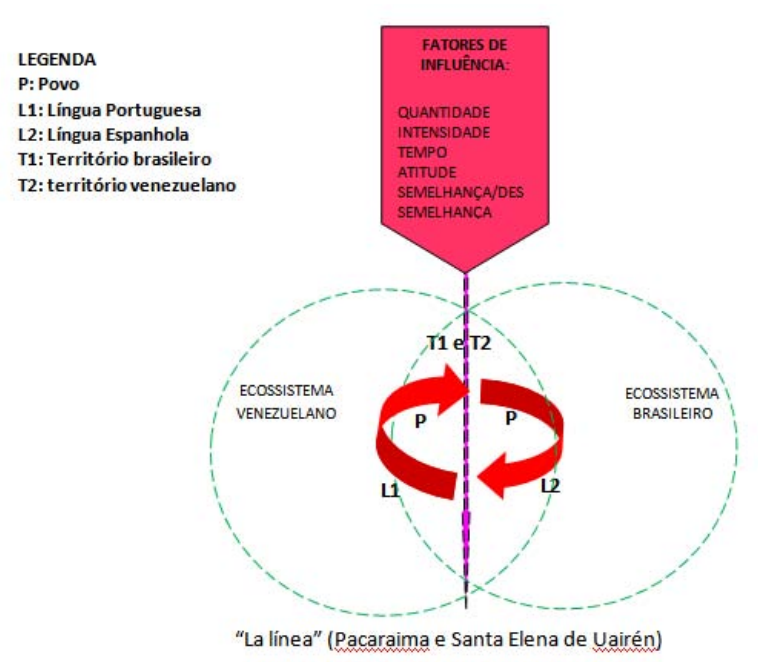 LEGENDA
P: Povo
L1: Língua Portuguesa
L2: Língua Espanhola
T1: Território brasileiro
T2: território venezuelano
FATORES DE
INFLUÊNCIA:
QUANTIDADE
INTENSIDADE
TEMPO
ATITUDE
SEMELHANÇA/DES
SEMELHANÇA
T1 e T2
ECOSSISTEMA
VENEZUELANO
ECOSSISTEMA
BRASILEIRO
P
P
L1
L2
“La línea” (Pacaraima e Santa Elena de Uairén)